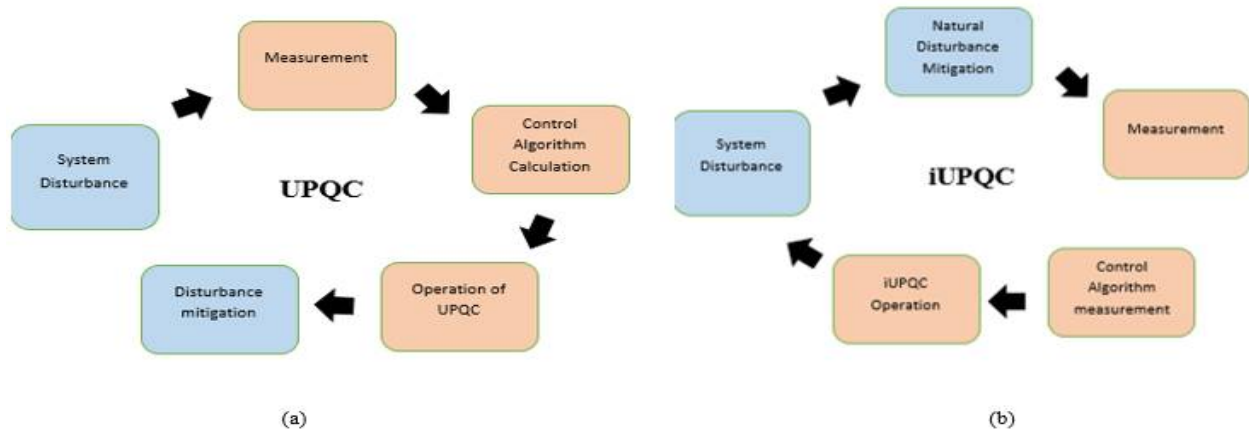 Measurement
Control
Algorithm
Calculation
System
Disturbance
UPQC
Operation of
UPQC
Disturbance
mitigation
(a)
Natural
Disturbance
Mitigation
Measurement
System
Disturbance
iUPQC
Control
Algorithm
measurement
iUPQC
Operation
(b)